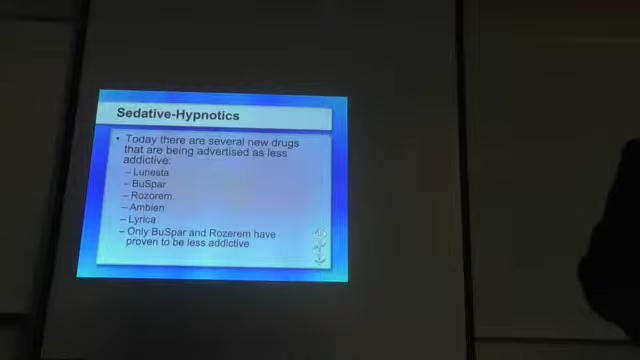 Sedative-Hypnotics
• Today there are several new drugs
that are being advertised as less
addictive:
– Lunesta
– BuSpar
– Rozorem
– Ambien
– Lyrica
– Only BuSpar and Rozerem have
proven to be less addictive